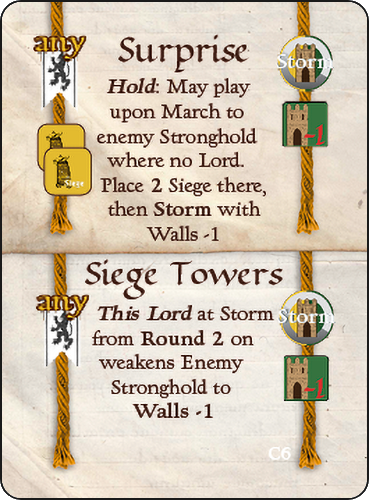 any
Surprise
Storm
Hold: May play
upon March to
enemy Stronghold
where no Lord.
Place 2 Siege there,
then Storm with
Walls -1
-1
Siege
Siege Towers
any
This Lord at Storm
from Round 2 on
weakens Enemy
Stronghold to
Walls -1
Storm
-1
C6